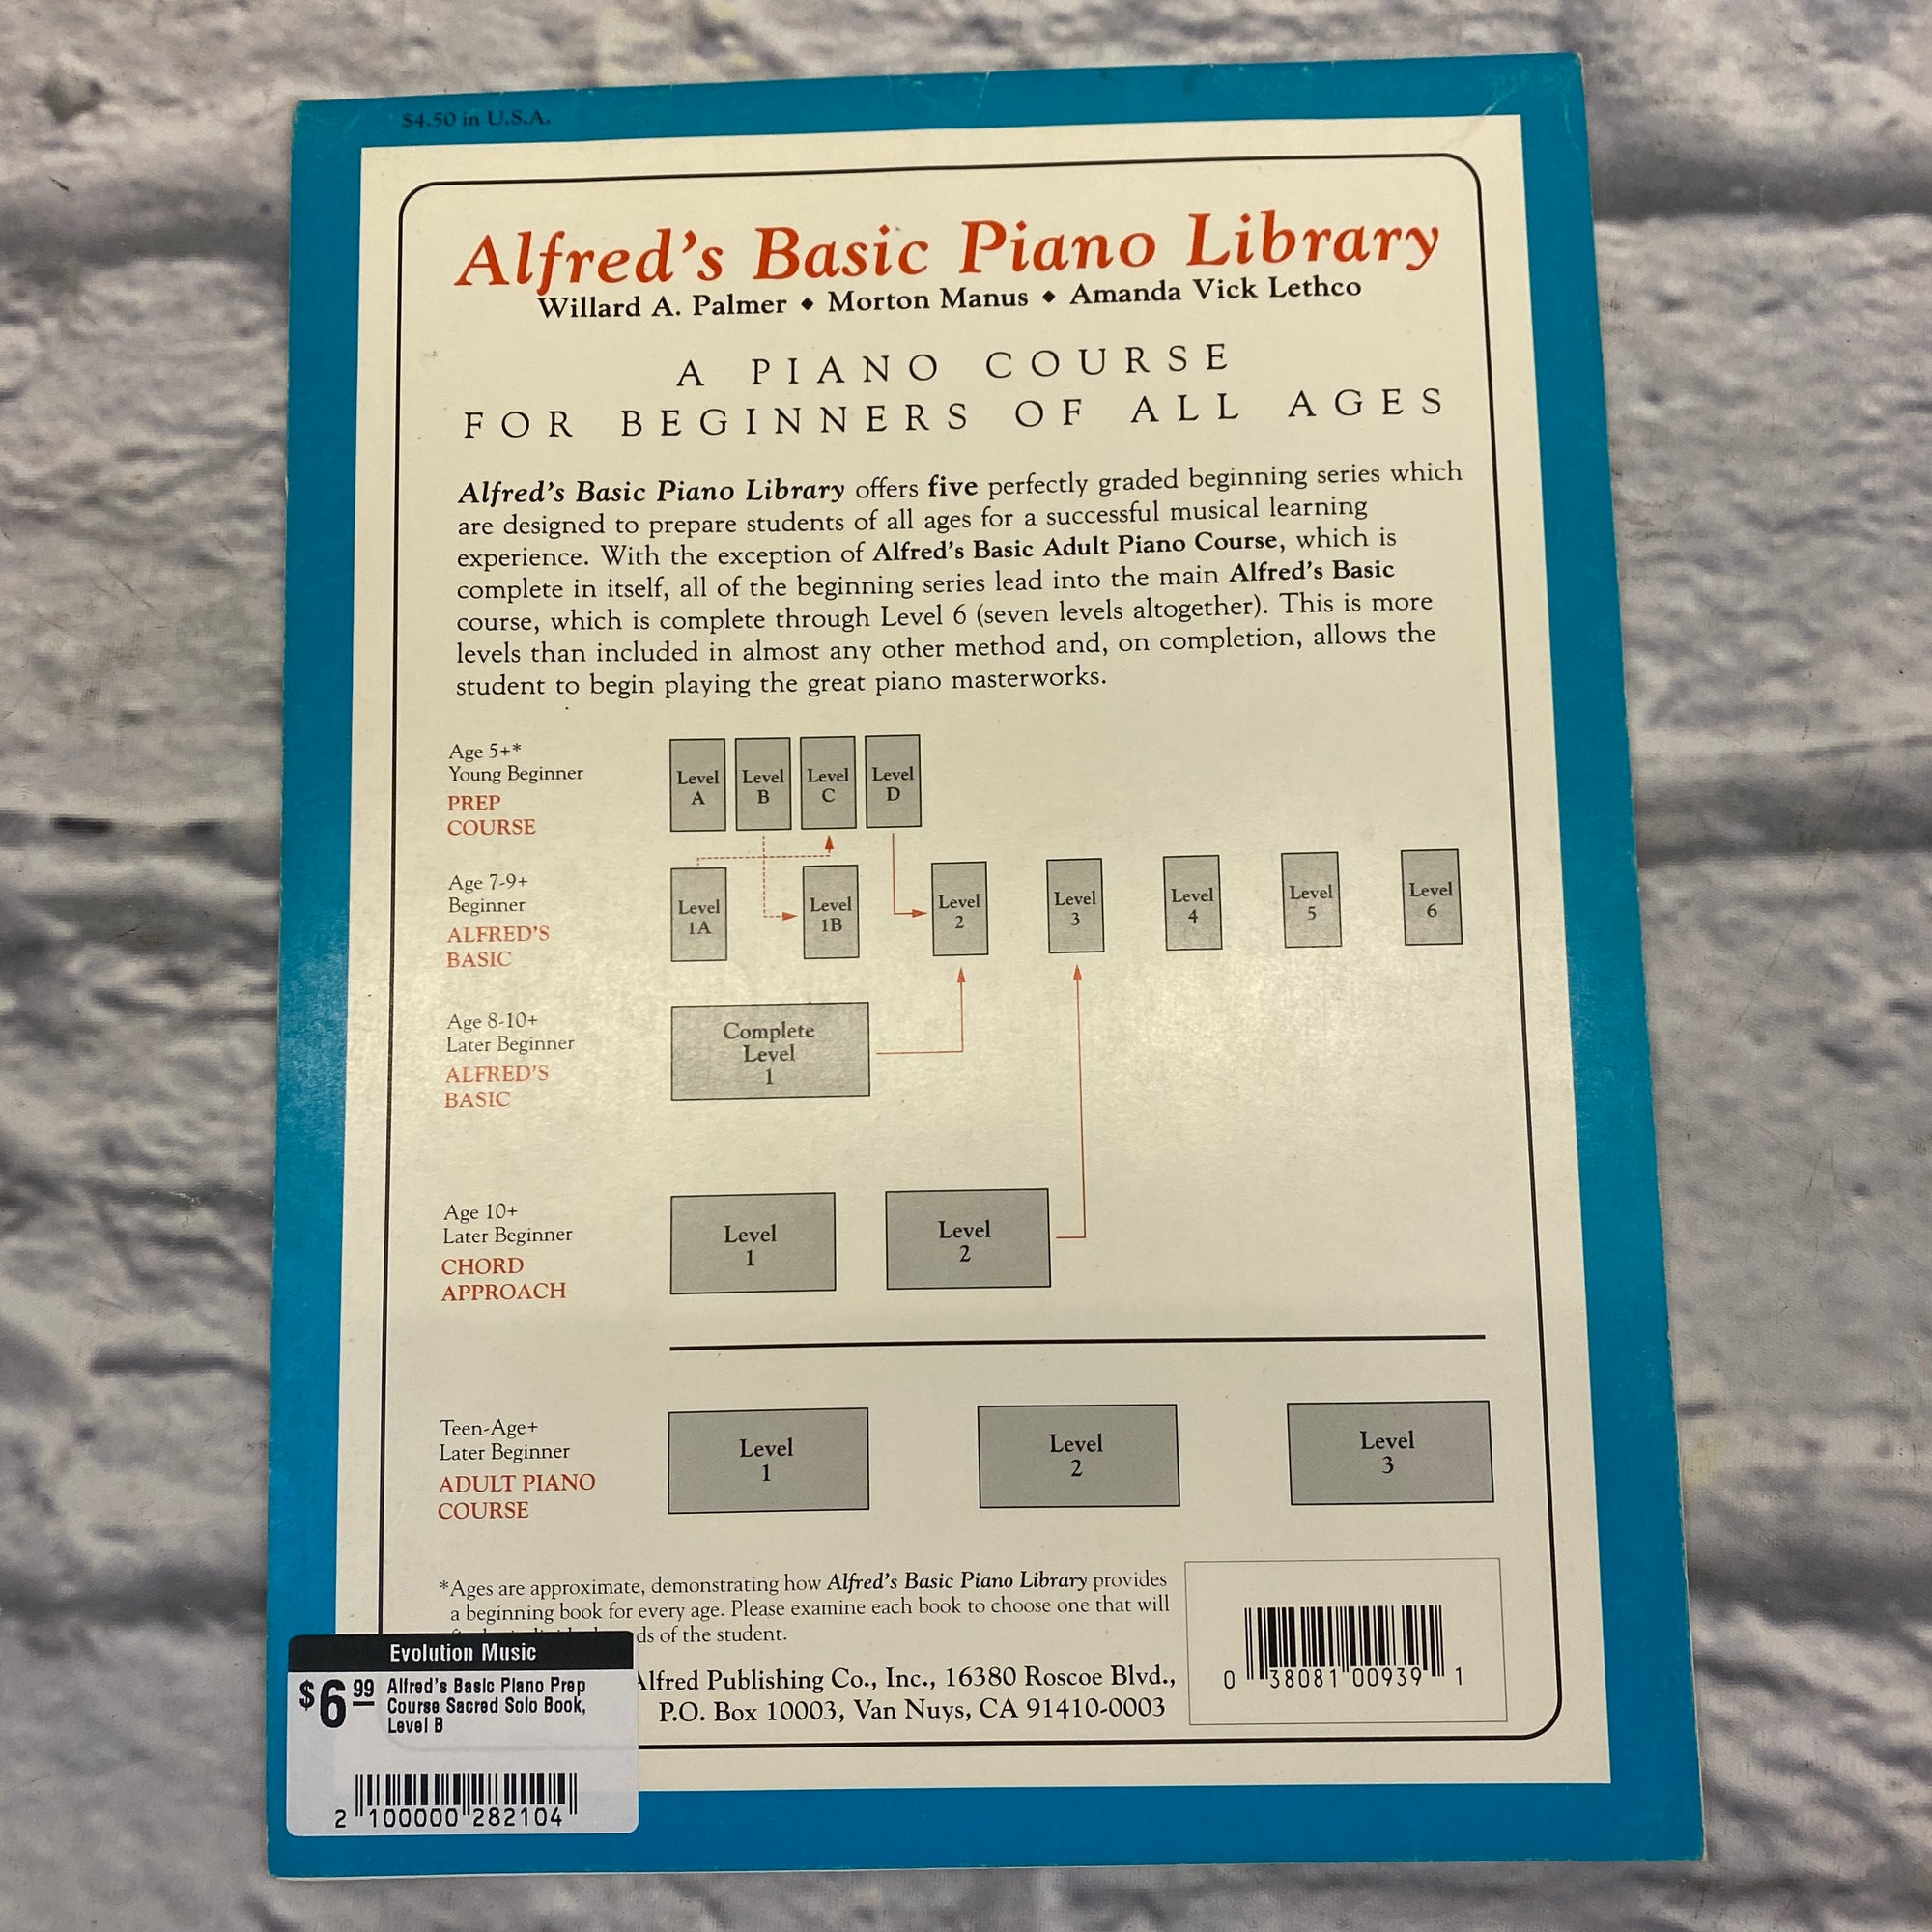 $4.50 in U.S.A.
Alfred's Basic Piano Library
Willard A. Palmer ◆ Morton Manus ◆ Amanda Vick Lethco
A PIANO COURSE
FOR BEGINNERS OF ALL AGES
Alfred's Basic Piano Library offers five perfectly graded beginning series which
are designed to prepare students of all ages for a successful musical learning
experience. With the exception of Alfred's Basic Adult Piano Course, which is
complete in itself, all of the beginning series lead into the main Alfred's Basic
course, which is complete through Level 6 (seven levels altogether). This is more
levels than included in almost any other method and, on completion, allows the
student to begin playing the great piano masterworks.
Age 5+*
Young Beginner
PREP
COURSE
Level
A
Level
B
Level
C
Level
D
Age 7-9+
Beginner
ALFRED'S
BASIC
Level
1A
Level
1B
Level
2
Level
3
Level
4
Level
5
Level
6
Age 8-10+
Later Beginner
ALFRED'S
BASIC
Complete
Level
1
Age 10+
Later Beginner
CHORD
APPROACH
Level
1
Level
2
Teen-Age+
Later Beginner
ADULT PIANO
COURSE
Level
1
Level
2
Level
3
*Ages are approximate, demonstrating how Alfred's Basic Piano Library provides
a beginning book for every age. Please examine each book to choose one that will
of the student.
Alfred Publishing Co., Inc., 16380 Roscoe Blvd.,
P.O. Box 10003, Van Nuys, CA 91410-0003
0 38081 00939 1
Evolution Music
$6 99
Alfred's Basic Piano Prep
Course Sacred Solo Book,
Level B
2 100000 282104